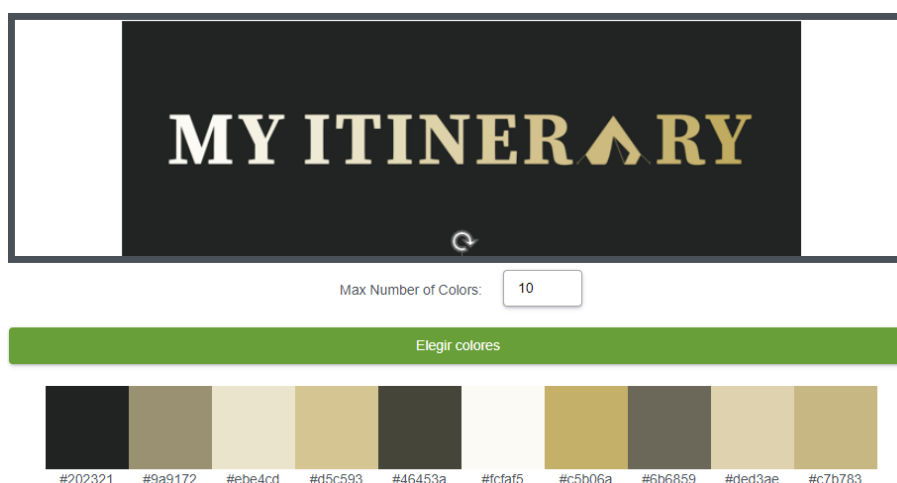 MY ITINERARY
Max Number of Colors: 10
Elegir colores
#202321 #9a9172 #ebe4cd #d5c593 #46453a #fcfaf5 #c5b06a #6b6859 #ded3ae #c7b783